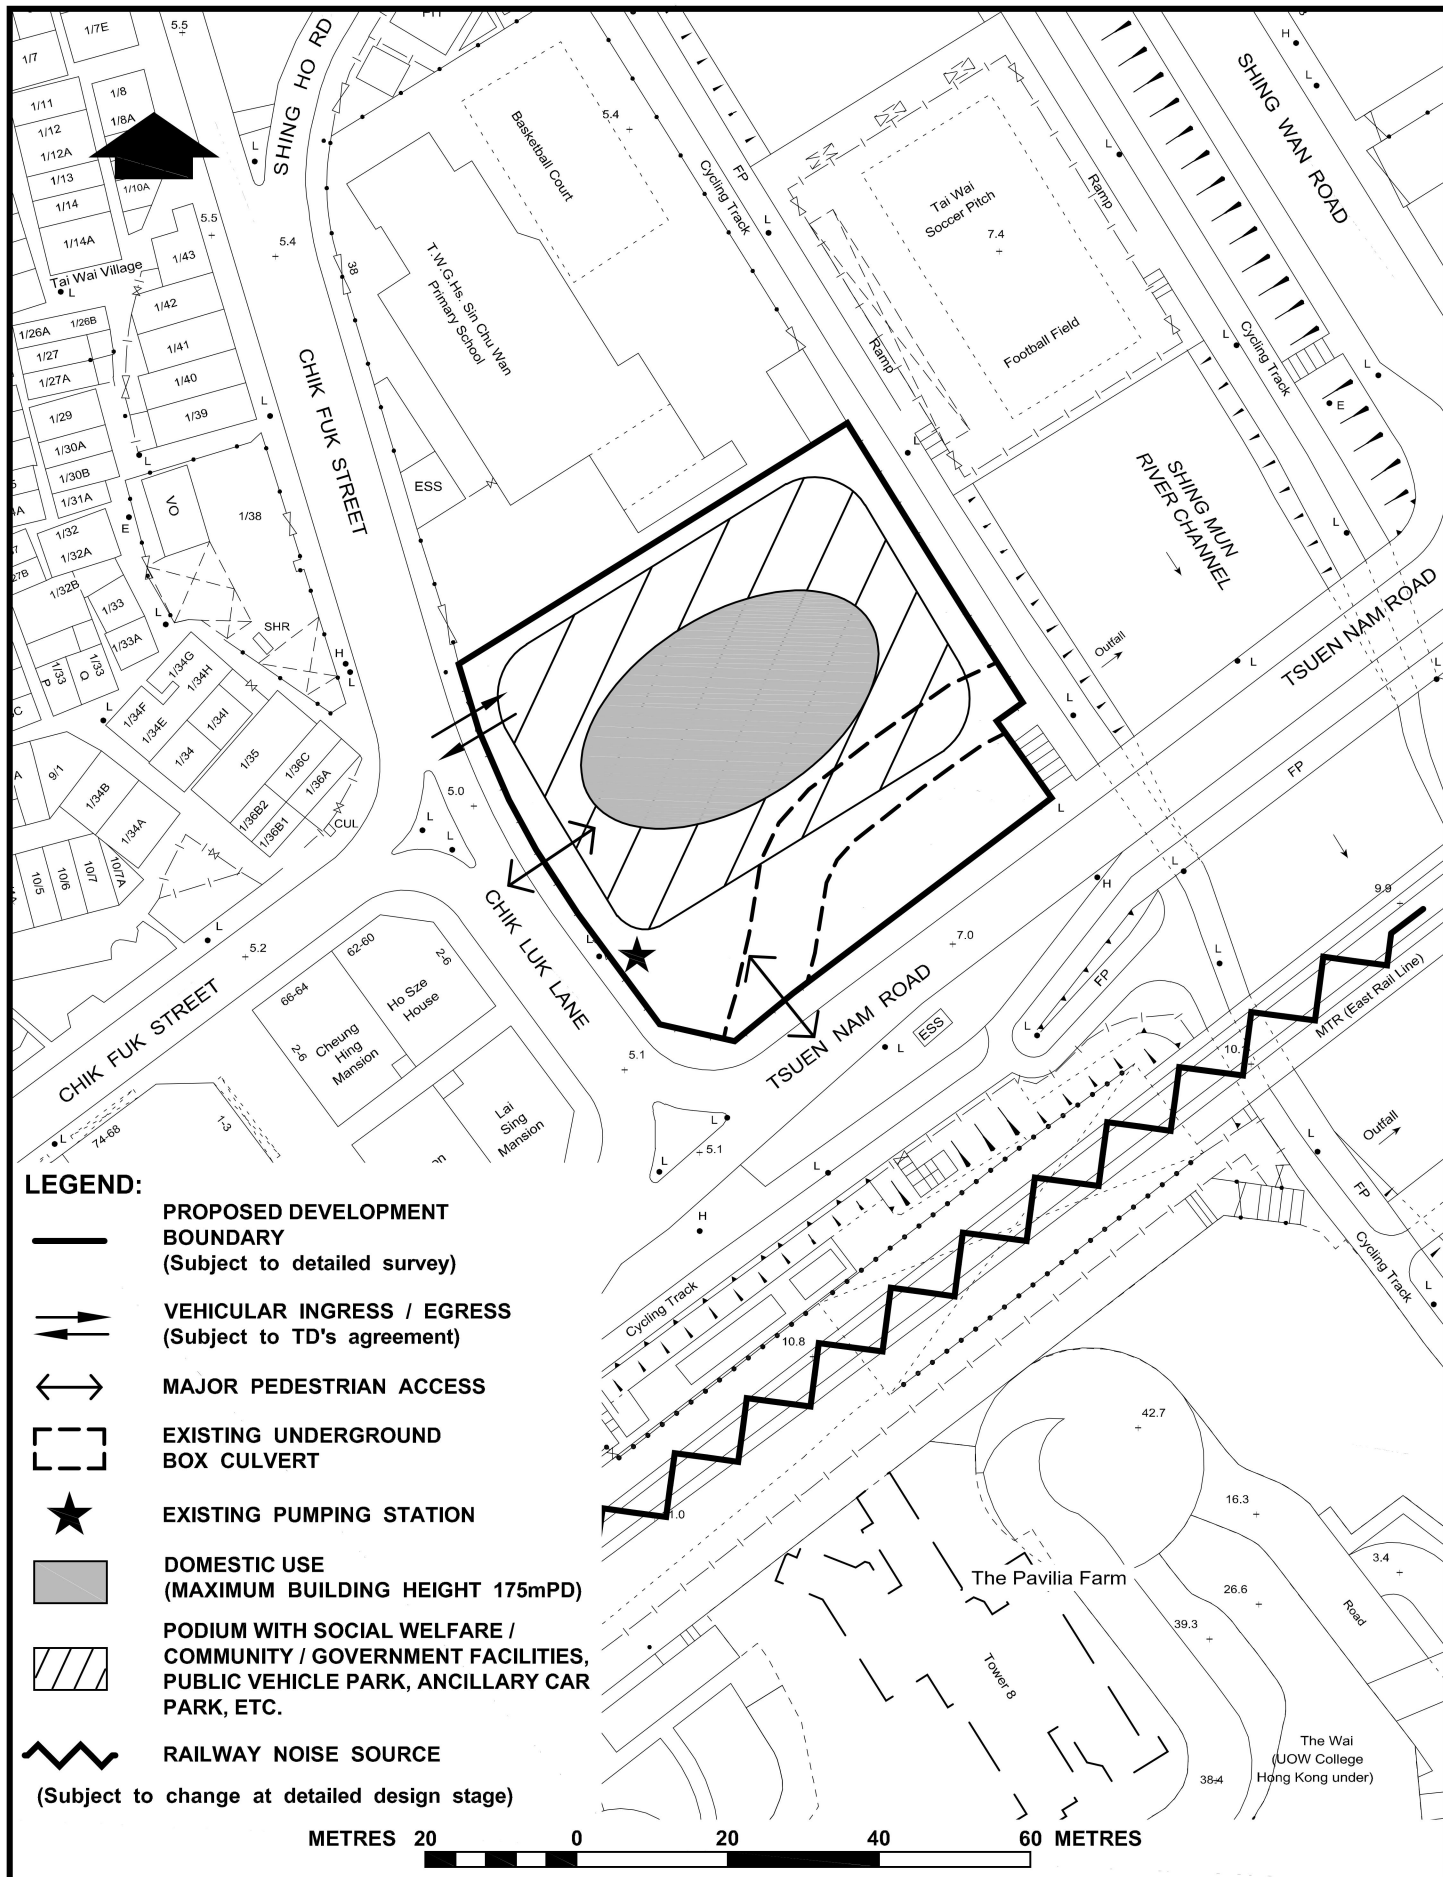 1/7E
5.5
PH
1/7
1/8
1/11
1/8A
1/12
1/12A
1/13
1/10A
1/14
1/14A
5.5
5.4
SHING HO RD
L
Tai Wai Village
L
1/43
1/42
1/41
1/40
1/39
38
1/26A
1/26B
1/27
1/27A
1/29
1/30A
1/30B
1/31A
1/32
1/32A
1/32B
1/33
1/33A
1/33
P
1/33
Q
L
L
E
L
VO
1/38
SHR
H
L
CHIK FUK STREET
ESS
Basketball Court
5.4
T.W.G.Hs. Sin Chu Wan
Primary School
Cycling Track
FP
L
Tai Wai
Soccer Pitch
7.4
Football Field
Ramp
Ramp
L
H
L
SHING WAN ROAD
L
Cycling Track
L
E
L
L
SHING MUN
RIVER CHANNEL
Outfall
L
L
TSUEN NAM ROAD
L
FP
1/34G
1/34H
1/34F
1/34E
1/34I
1/34
L
1/35
1/36C
1/36A
1/36B2
1/36B1
CUL
9/1
1/34B
1/34A
10/5
10/6
10/7
10/7A
L
5.0
L
L
CHIK LUK LANE
5.2
CHIK FUK STREET
66-64
62-60
2-6
Ho Sze
House
Cheung
Hing
Mansion
2-6
Lai
Sing
Mansion
74-68
1-3
L
L
5.1
7.0
L
H
L
L
9.9
FP
L
TSUEN NAM ROAD
ESS
L
MTR (East Rail Line)
L
L
5.1
L
H
Outfall
L
FP
Cycling Track
L
Cycling Track
10.8
42.7
16.3
3.4
26.6
39.3
Road
The Pavilia Farm
Tower 8
The Wai
(UOW College
Hong Kong under)
38.4
LEGEND:
PROPOSED DEVELOPMENT
BOUNDARY
(Subject to detailed survey)
VEHICULAR INGRESS / EGRESS
(Subject to TD's agreement)
MAJOR PEDESTRIAN ACCESS
EXISTING UNDERGROUND
BOX CULVERT
EXISTING PUMPING STATION
DOMESTIC USE
(MAXIMUM BUILDING HEIGHT 175mPD)
PODIUM WITH SOCIAL WELFARE /
COMMUNITY / GOVERNMENT FACILITIES,
PUBLIC VEHICLE PARK, ANCILLARY CAR
PARK, ETC.
RAILWAY NOISE SOURCE
(Subject to change at detailed design stage)
METRES 20 0 20 40 60 METRES